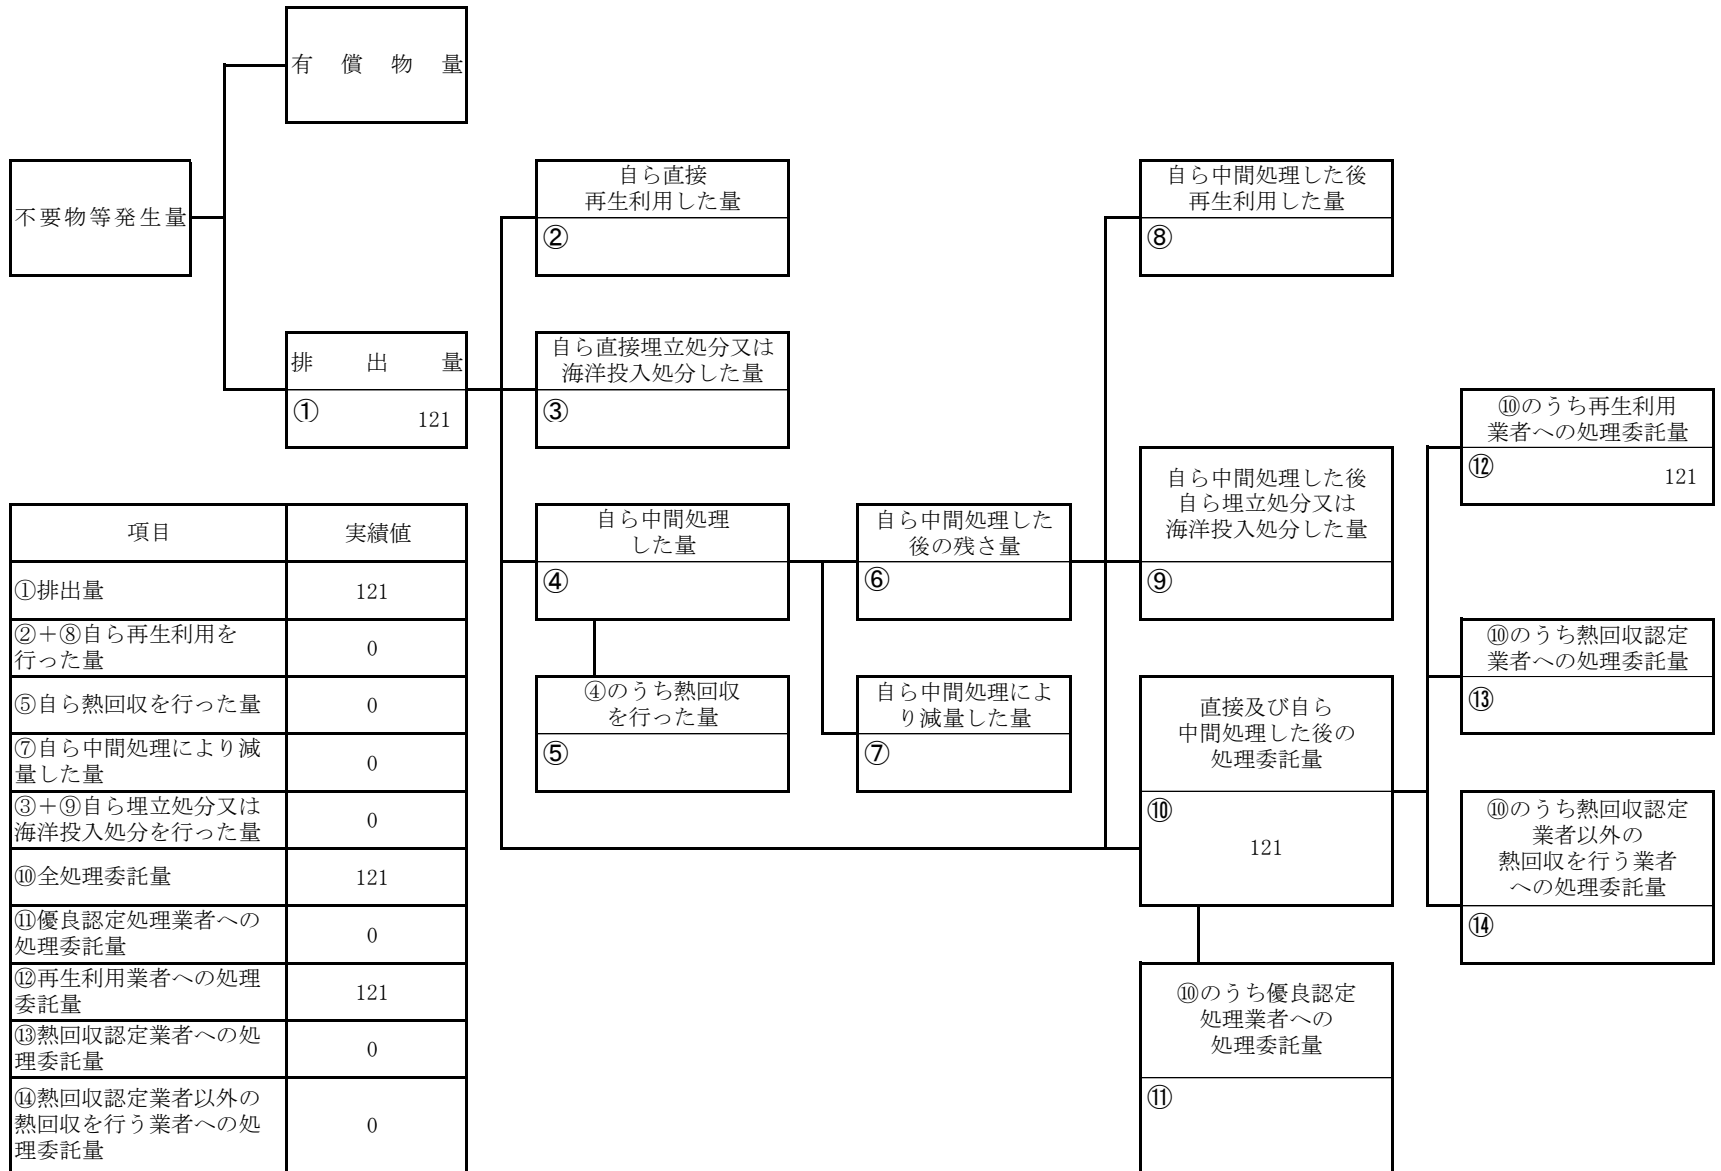 有償物量
不要物等発生量
排出量
①
121
自ら直接
再生利用した量
②
自ら直接埋立処分又は
海洋投入処分した量
③
自ら中間処理
した量
④
④のうち熱回収
を行った量
⑤
自ら中間処理した
後の残さ量
⑥
自ら中間処理によ
り減量した量
⑦
自ら中間処理した後
再生利用した量
⑧
自ら中間処理した後
自ら埋立処分又は
海洋投入処分した量
⑨
直接及び自ら
中間処理した後の
処理委託量
⑩
121
⑩のうち優良認定
処理業者への
処理委託量
⑪
⑩のうち再生利用
業者への処理委託量
⑫
121
⑩のうち熱回収認定
業者への処理委託量
⑬
⑩のうち熱回収認定
業者以外の
熱回収を行う業者
への処理委託量
⑭
項目
実績値
①排出量
121
②＋⑧自ら再生利用を
行った量
0
⑤自ら熱回収を行った量
0
⑦自ら中間処理により減
量した量
0
③＋⑨自ら埋立処分又は
海洋投入処分を行った量
0
⑩全処理委託量
121
⑪優良認定処理業者への
処理委託量
0
⑫再生利用業者への処理
委託量
121
⑬熱回収認定業者への処
理委託量
0
⑭熱回収認定業者以外の
熱回収を行う業者への処
理委託量
0